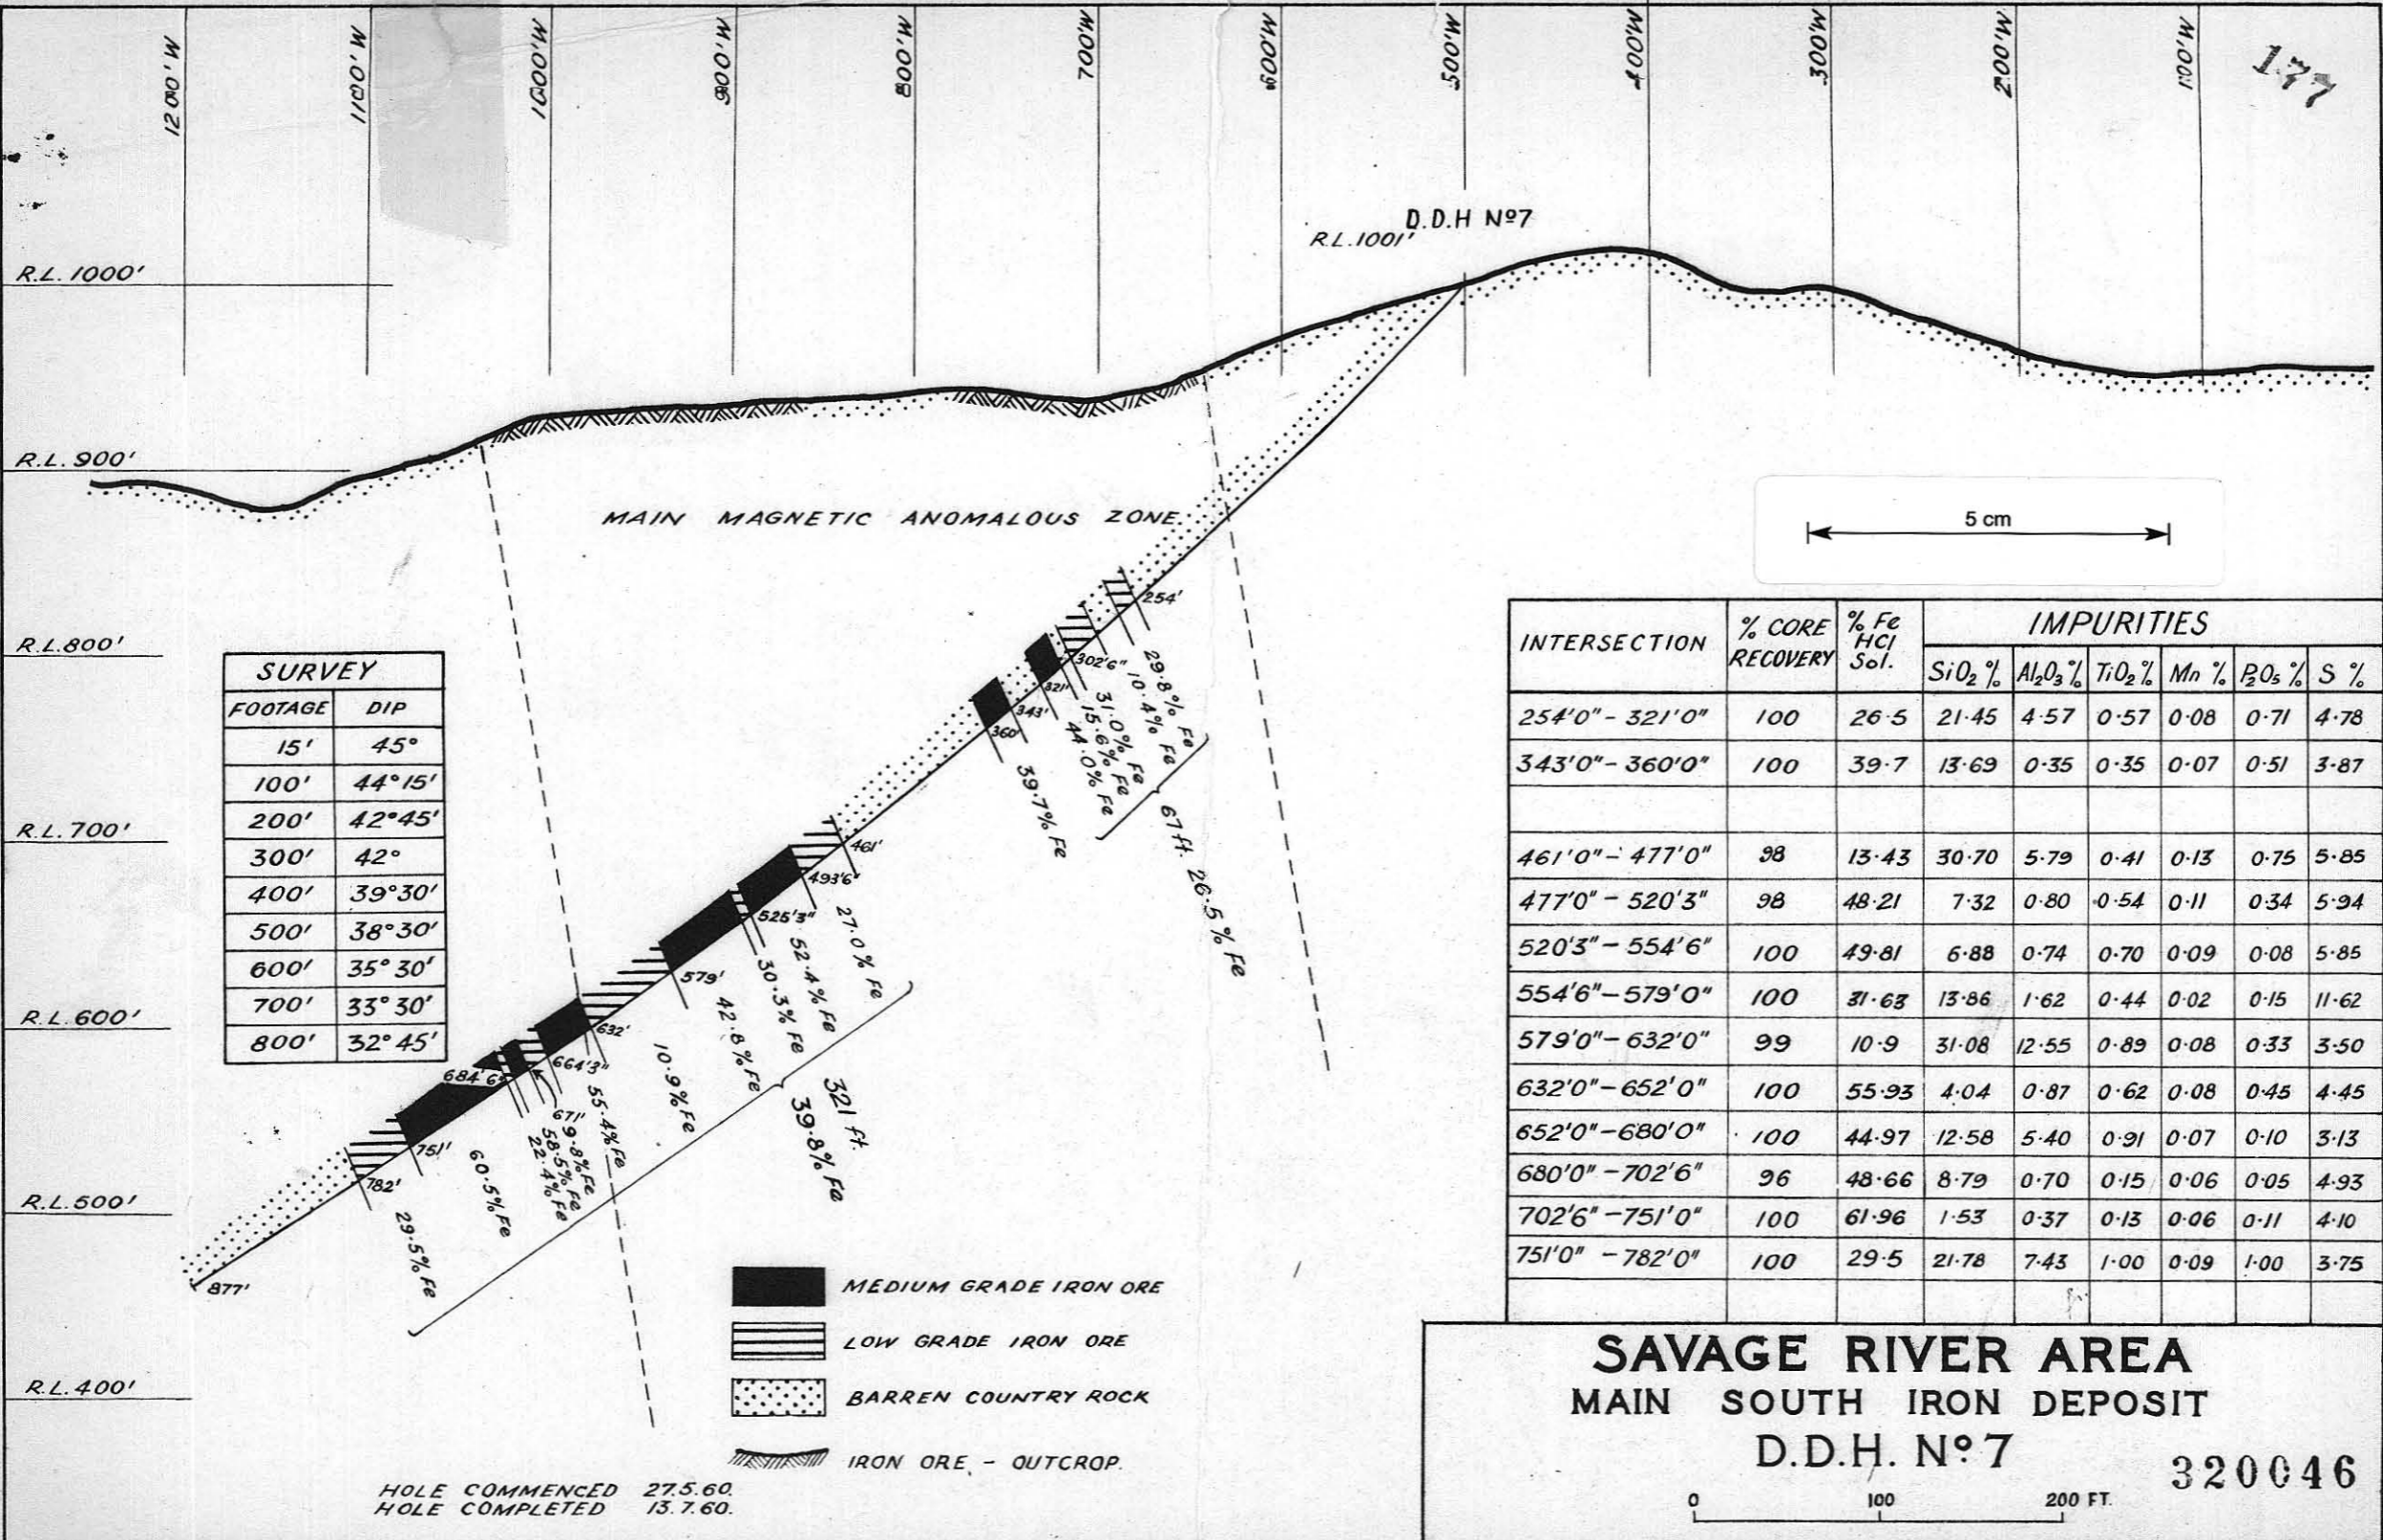 1200'W 1100'W 1000'W 900'W 800'W 700'W 600'W 500'W 400'W 300'W 200'W 100'W
177
D.D.H Nº7
R.L.1001'
R.L.1000'
R.L.900'
R.L.800'
R.L.700'
R.L.600'
R.L.500'
R.L.400'
MAIN MAGNETIC ANOMALOUS ZONE
5 cm
SURVEY
FOOTAGE DIP
15' 45°
100' 44°15'
200' 42°45'
300' 42°
400' 39°30'
500' 38°30'
600' 35°30'
700' 33°30'
800' 32°45'
254'
302'6"
321'
343'
360'
461'
493'6"
525'3"
579'
632'
664'3"
671'
684'6"
751'
782'
877'
29.8% Fe
10.4% Fe
31.0% Fe
15.6% Fe
44.0% Fe
67 ft. 26.5% Fe
39.7% Fe
27.0% Fe
52.4% Fe
30.3% Fe
42.8% Fe
10.9% Fe
55.4% Fe
9.8% Fe
58.5% Fe
22.4% Fe
60.5% Fe
29.5% Fe
321 ft.
39.8% Fe
INTERSECTION % CORE RECOVERY % Fe HCl Sol. IMPURITIES
SiO₂ % Al₂O₃ % TiO₂ % Mn % P₂O₅ % S %
254'0" - 321'0" 100 26·5 21·45 4·57 0·57 0·08 0·71 4·78
343'0" - 360'0" 100 39·7 13·69 0·35 0·35 0·07 0·51 3·87
461'0" - 477'0" 98 13·43 30·70 5·79 0·41 0·13 0·75 5·85
477'0" - 520'3" 98 48·21 7·32 0·80 0·54 0·11 0·34 5·94
520'3" - 554'6" 100 49·81 6·88 0·74 0·70 0·09 0·08 5·85
554'6" - 579'0" 100 31·63 13·86 1·62 0·44 0·02 0·15 11·62
579'0" - 632'0" 99 10·9 31·08 12·55 0·89 0·08 0·33 3·50
632'0" - 652'0" 100 55·93 4·04 0·87 0·62 0·08 0·45 4·45
652'0" - 680'0" 100 44·97 12·58 5·40 0·91 0·07 0·10 3·13
680'0" - 702'6" 96 48·66 8·79 0·70 0·15 0·06 0·05 4·93
702'6" - 751'0" 100 61·96 1·53 0·37 0·13 0·06 0·11 4·10
751'0" - 782'0" 100 29·5 21·78 7·43 1·00 0·09 1·00 3·75
MEDIUM GRADE IRON ORE
LOW GRADE IRON ORE
BARREN COUNTRY ROCK
IRON ORE - OUTCROP.
HOLE COMMENCED 27.5.60.
HOLE COMPLETED 13.7.60.
SAVAGE RIVER AREA
MAIN SOUTH IRON DEPOSIT
D.D.H. Nº 7
320046
0 100 200 FT.